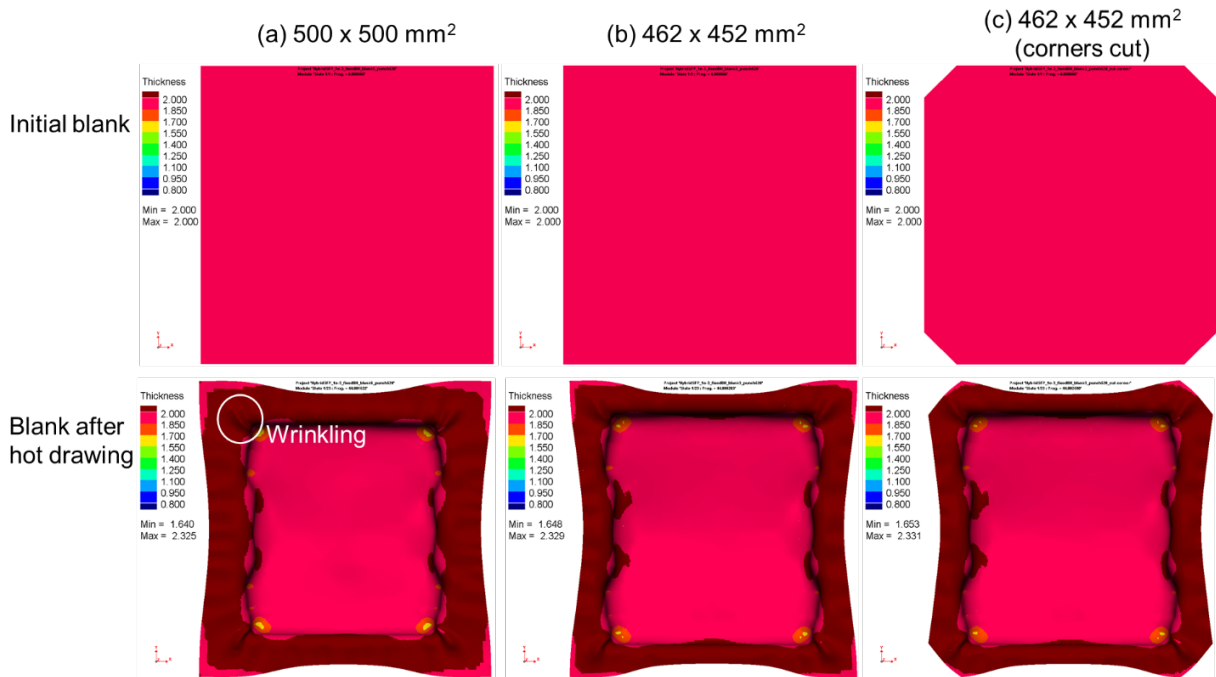 (a) 500 x 500 mm²
(b) 462 x 452 mm²
(c) 462 x 452 mm²
(corners cut)
Initial blank
Thickness
2.000
1.850
1.700
1.550
1.400
1.250
1.100
0.950
0.800
Min = 2.000
Max = 2.000
Thickness
2.000
1.850
1.700
1.550
1.400
1.250
1.100
0.950
0.800
Min = 2.000
Max = 2.000
Thickness
2.000
1.850
1.700
1.550
1.400
1.250
1.100
0.950
0.800
Min = 2.000
Max = 2.000
Blank after
hot drawing
Thickness
2.000
1.850
1.700
1.550
1.400
1.250
1.100
0.950
0.800
Min = 1.640
Max = 2.325
Wrinkling
Thickness
2.000
1.850
1.700
1.550
1.400
1.250
1.100
0.950
0.800
Min = 1.648
Max = 2.329
Thickness
2.000
1.850
1.700
1.550
1.400
1.250
1.100
0.950
0.800
Min = 1.653
Max = 2.331